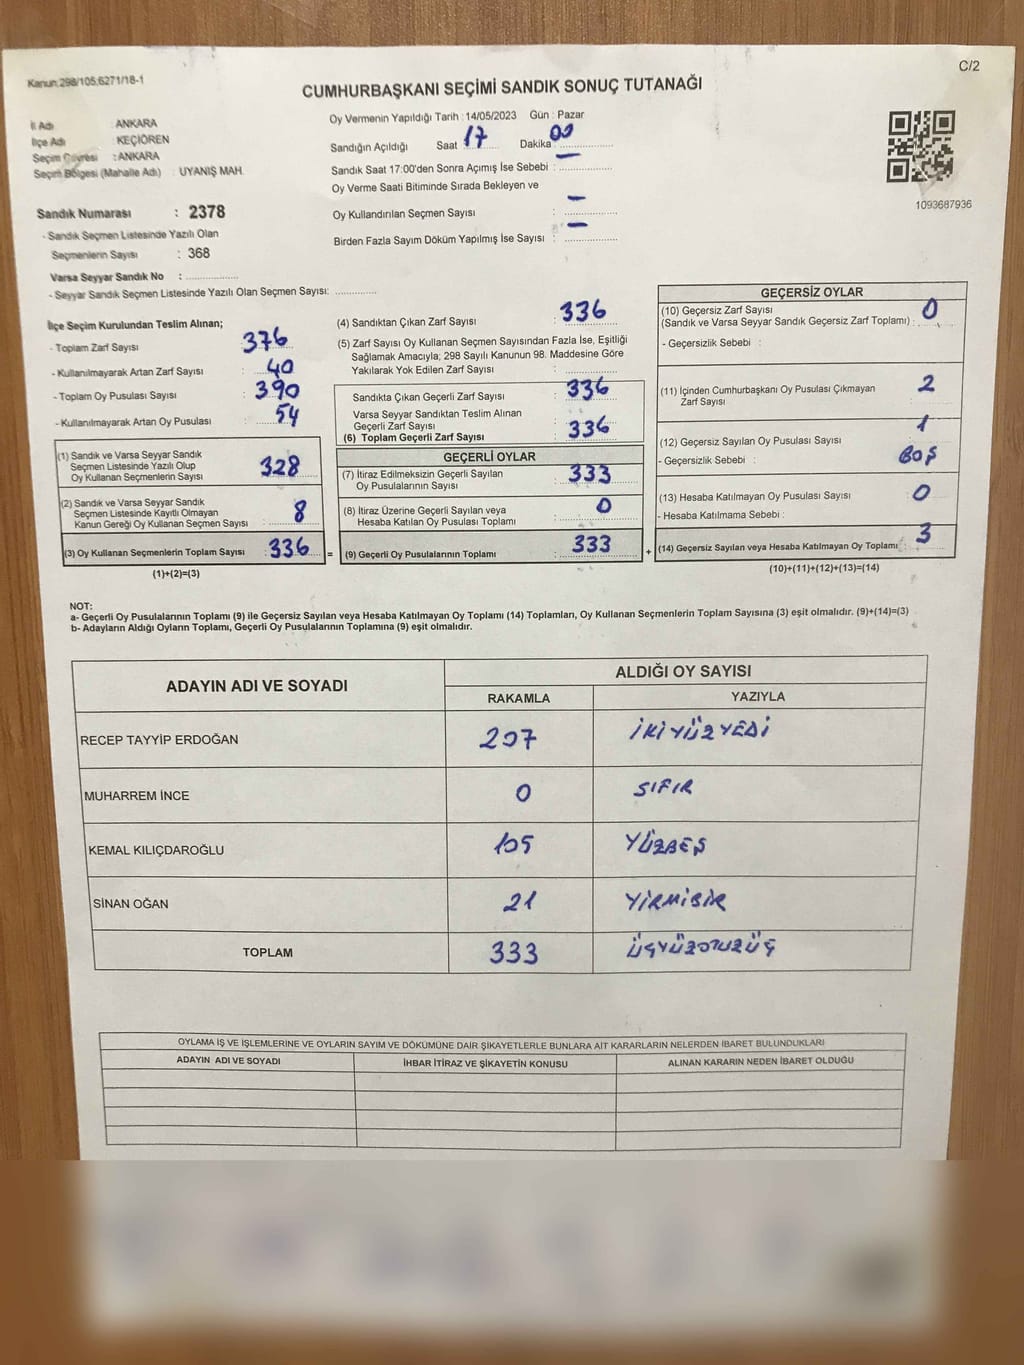 Kanun:298/105,6271/18-1
C/2
CUMHURBAŞKANI SEÇİMİ SANDIK SONUÇ TUTANAĞI
İl Adı : ANKARA
İlçe Adı : KEÇİÖREN
Seçim Çevresi : ANKARA
Seçim Bölgesi (Mahalle Adı) : UYANIŞ MAH.
Sandık Numarası : 2378
- Sandık Seçmen Listesinde Yazılı Olan
Seçmenlerin Sayısı : 368
Varsa Seyyar Sandık No :
- Seyyar Sandık Seçmen Listesinde Yazılı Olan Seçmen Sayısı:
Oy Vermenin Yapıldığı Tarih : 14/05/2023 Gün : Pazar
Sandığın Açıldığı Saat 17 Dakika 00
Sandık Saat 17:00'den Sonra Açımış İse Sebebi : —
Oy Verme Saati Bitiminde Sırada Bekleyen ve
Oy Kullandırılan Seçmen Sayısı : —
Birden Fazla Sayım Döküm Yapılmış İse Sayısı : —
1093687936
İlçe Seçim Kurulundan Teslim Alınan;
- Toplam Zarf Sayısı : 376
- Kullanılmayarak Artan Zarf Sayısı : 40
- Toplam Oy Pusulası Sayısı : 390
- Kullanılmayarak Artan Oy Pusulası : 54
(1) Sandık ve Varsa Seyyar Sandık
Seçmen Listesinde Yazılı Olup
Oy Kullanan Seçmenlerin Sayısı : 328
(2) Sandık ve Varsa Seyyar Sandık
Seçmen Listesinde Kayıtlı Olmayan
Kanun Gereği Oy Kullanan Seçmen Sayısı : 8
(3) Oy Kullanan Seçmenlerin Toplam Sayısı : 336 =
(1)+(2)=(3)
(4) Sandıktan Çıkan Zarf Sayısı : 336
(5) Zarf Sayısı Oy Kullanan Seçmen Sayısından Fazla İse, Eşitliği
Sağlamak Amacıyla; 298 Sayılı Kanunun 98. Maddesine Göre
Yakılarak Yok Edilen Zarf Sayısı :
Sandıkta Çıkan Geçerli Zarf Sayısı : 336
Varsa Seyyar Sandıktan Teslim Alınan
Geçerli Zarf Sayısı :
(6) Toplam Geçerli Zarf Sayısı : 336
GEÇERLİ OYLAR
(7) İtiraz Edilmeksizin Geçerli Sayılan
Oy Pusulalarının Sayısı : 333
(8) İtiraz Üzerine Geçerli Sayılan veya
Hesaba Katılan Oy Pusulası Toplamı : 0
(9) Geçerli Oy Pusulalarının Toplamı : 333 +
GEÇERSİZ OYLAR
(10) Geçersiz Zarf Sayısı
(Sandık ve Varsa Seyyar Sandık Geçersiz Zarf Toplamı) : 0
- Geçersizlik Sebebi :
(11) İçinden Cumhurbaşkanı Oy Pusulası Çıkmayan
Zarf Sayısı : 2
(12) Geçersiz Sayılan Oy Pusulası Sayısı : 1
- Geçersizlik Sebebi : BOŞ
(13) Hesaba Katılmayan Oy Pusulası Sayısı : 0
- Hesaba Katılmama Sebebi :
(14) Geçersiz Sayılan veya Hesaba Katılmayan Oy Toplamı : 3
(10)+(11)+(12)+(13)=(14)
NOT:
a- Geçerli Oy Pusulalarının Toplamı (9) ile Geçersiz Sayılan veya Hesaba Katılmayan Oy Toplamı (14) Toplamları, Oy Kullanan Seçmenlerin Toplam Sayısına (3) eşit olmalıdır. (9)+(14)=(3)
b- Adayların Aldığı Oyların Toplamı, Geçerli Oy Pusulalarının Toplamına (9) eşit olmalıdır.
ADAYIN ADI VE SOYADI
ALDIĞI OY SAYISI
RAKAMLA YAZIYLA
RECEP TAYYİP ERDOĞAN 207 İKİYÜZYEDİ
MUHARREM İNCE 0 SIFIR
KEMAL KILIÇDAROĞLU 105 YÜZBEŞ
SİNAN OĞAN 21 YİRMİBİR
TOPLAM 333 ÜÇYÜZOTUZÜÇ
OYLAMA İŞ VE İŞLEMLERİNE VE OYLARIN SAYIM VE DÖKÜMÜNE DAİR ŞİKAYETLERLE BUNLARA AİT KARARLARIN NELERDEN İBARET BULUNDUKLARI
ADAYIN ADI VE SOYADI İHBAR İTİRAZ VE ŞİKAYETİN KONUSU ALINAN KARARIN NEDEN İBARET OLDUĞU